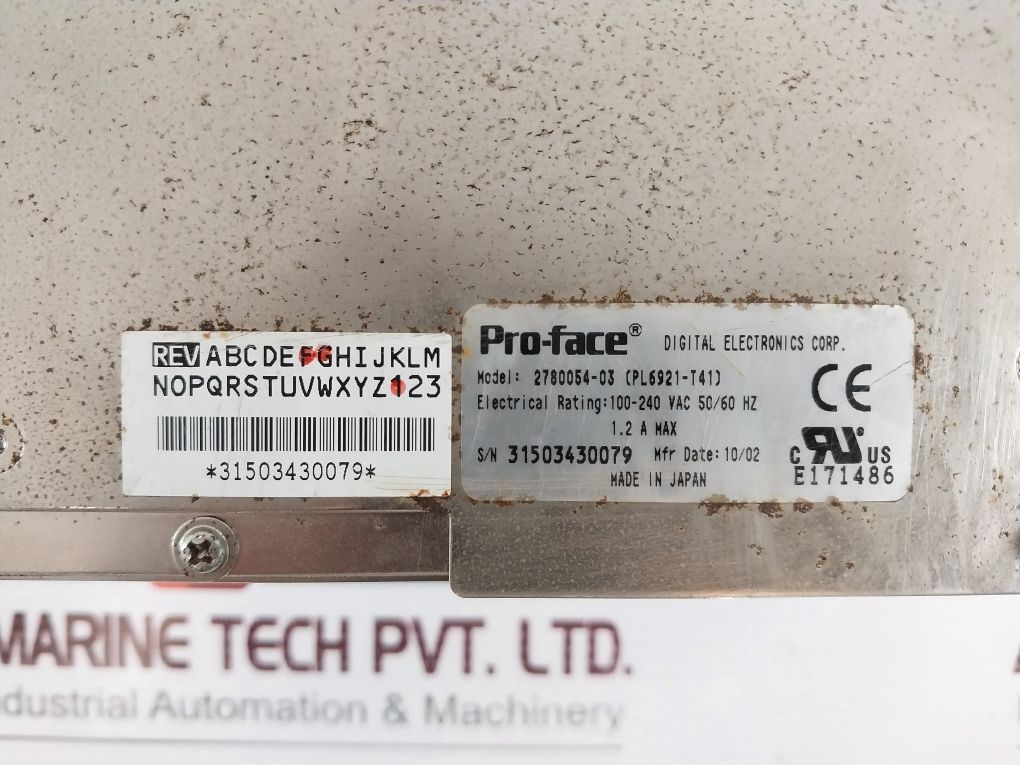 REV ABCDEFGHIJKLM
NOPQRSTUVWXYZ123
*31503430079*
Pro-face® DIGITAL ELECTRONICS CORP.
Model: 2780054-03 (PL6921-T41)
Electrical Rating:100-240 VAC 50/60 HZ
1.2 A MAX
S/N 31503430079 Mfr Date:10/02
MADE IN JAPAN
CE
c RU US
E171486
MARINE TECH PVT. LTD.
dustrial Automation & Machinery